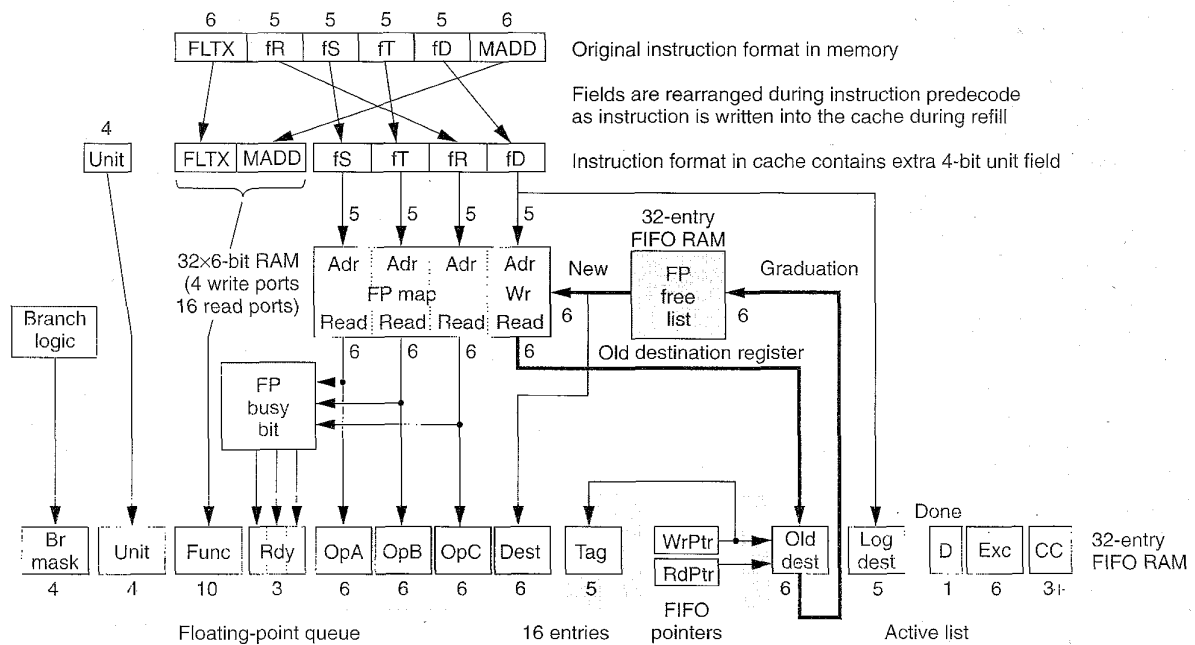 6 5 5 5 5 6
FLTX fR fS fT fD MADD Original instruction format in memory
Fields are rearranged during instruction predecode
as instruction is written into the cache during refill
4
Unit FLTX MADD fS fT fR fD Instruction format in cache contains extra 4-bit unit field
5 5 5 5
32-entry
FIFO RAM
32×6-bit RAM
(4 write ports
16 read ports)
Adr Adr Adr Adr
FP map Wr
Read Read Read Read
New
6
FP
free
list
Graduation
6
Branch
logic
6 6 6 6
Old destination register
FP
busy
bit
Done
Br
mask
Unit Func Rdy OpA OpB OpC Dest Tag
WrPtr
RdPtr
Old
dest
Log
dest
D Exc CC
32-entry
FIFO RAM
4 4 10 3 6 6 6 6 5 6 5 1 6 3
FIFO
pointers
Floating-point queue 16 entries Active list